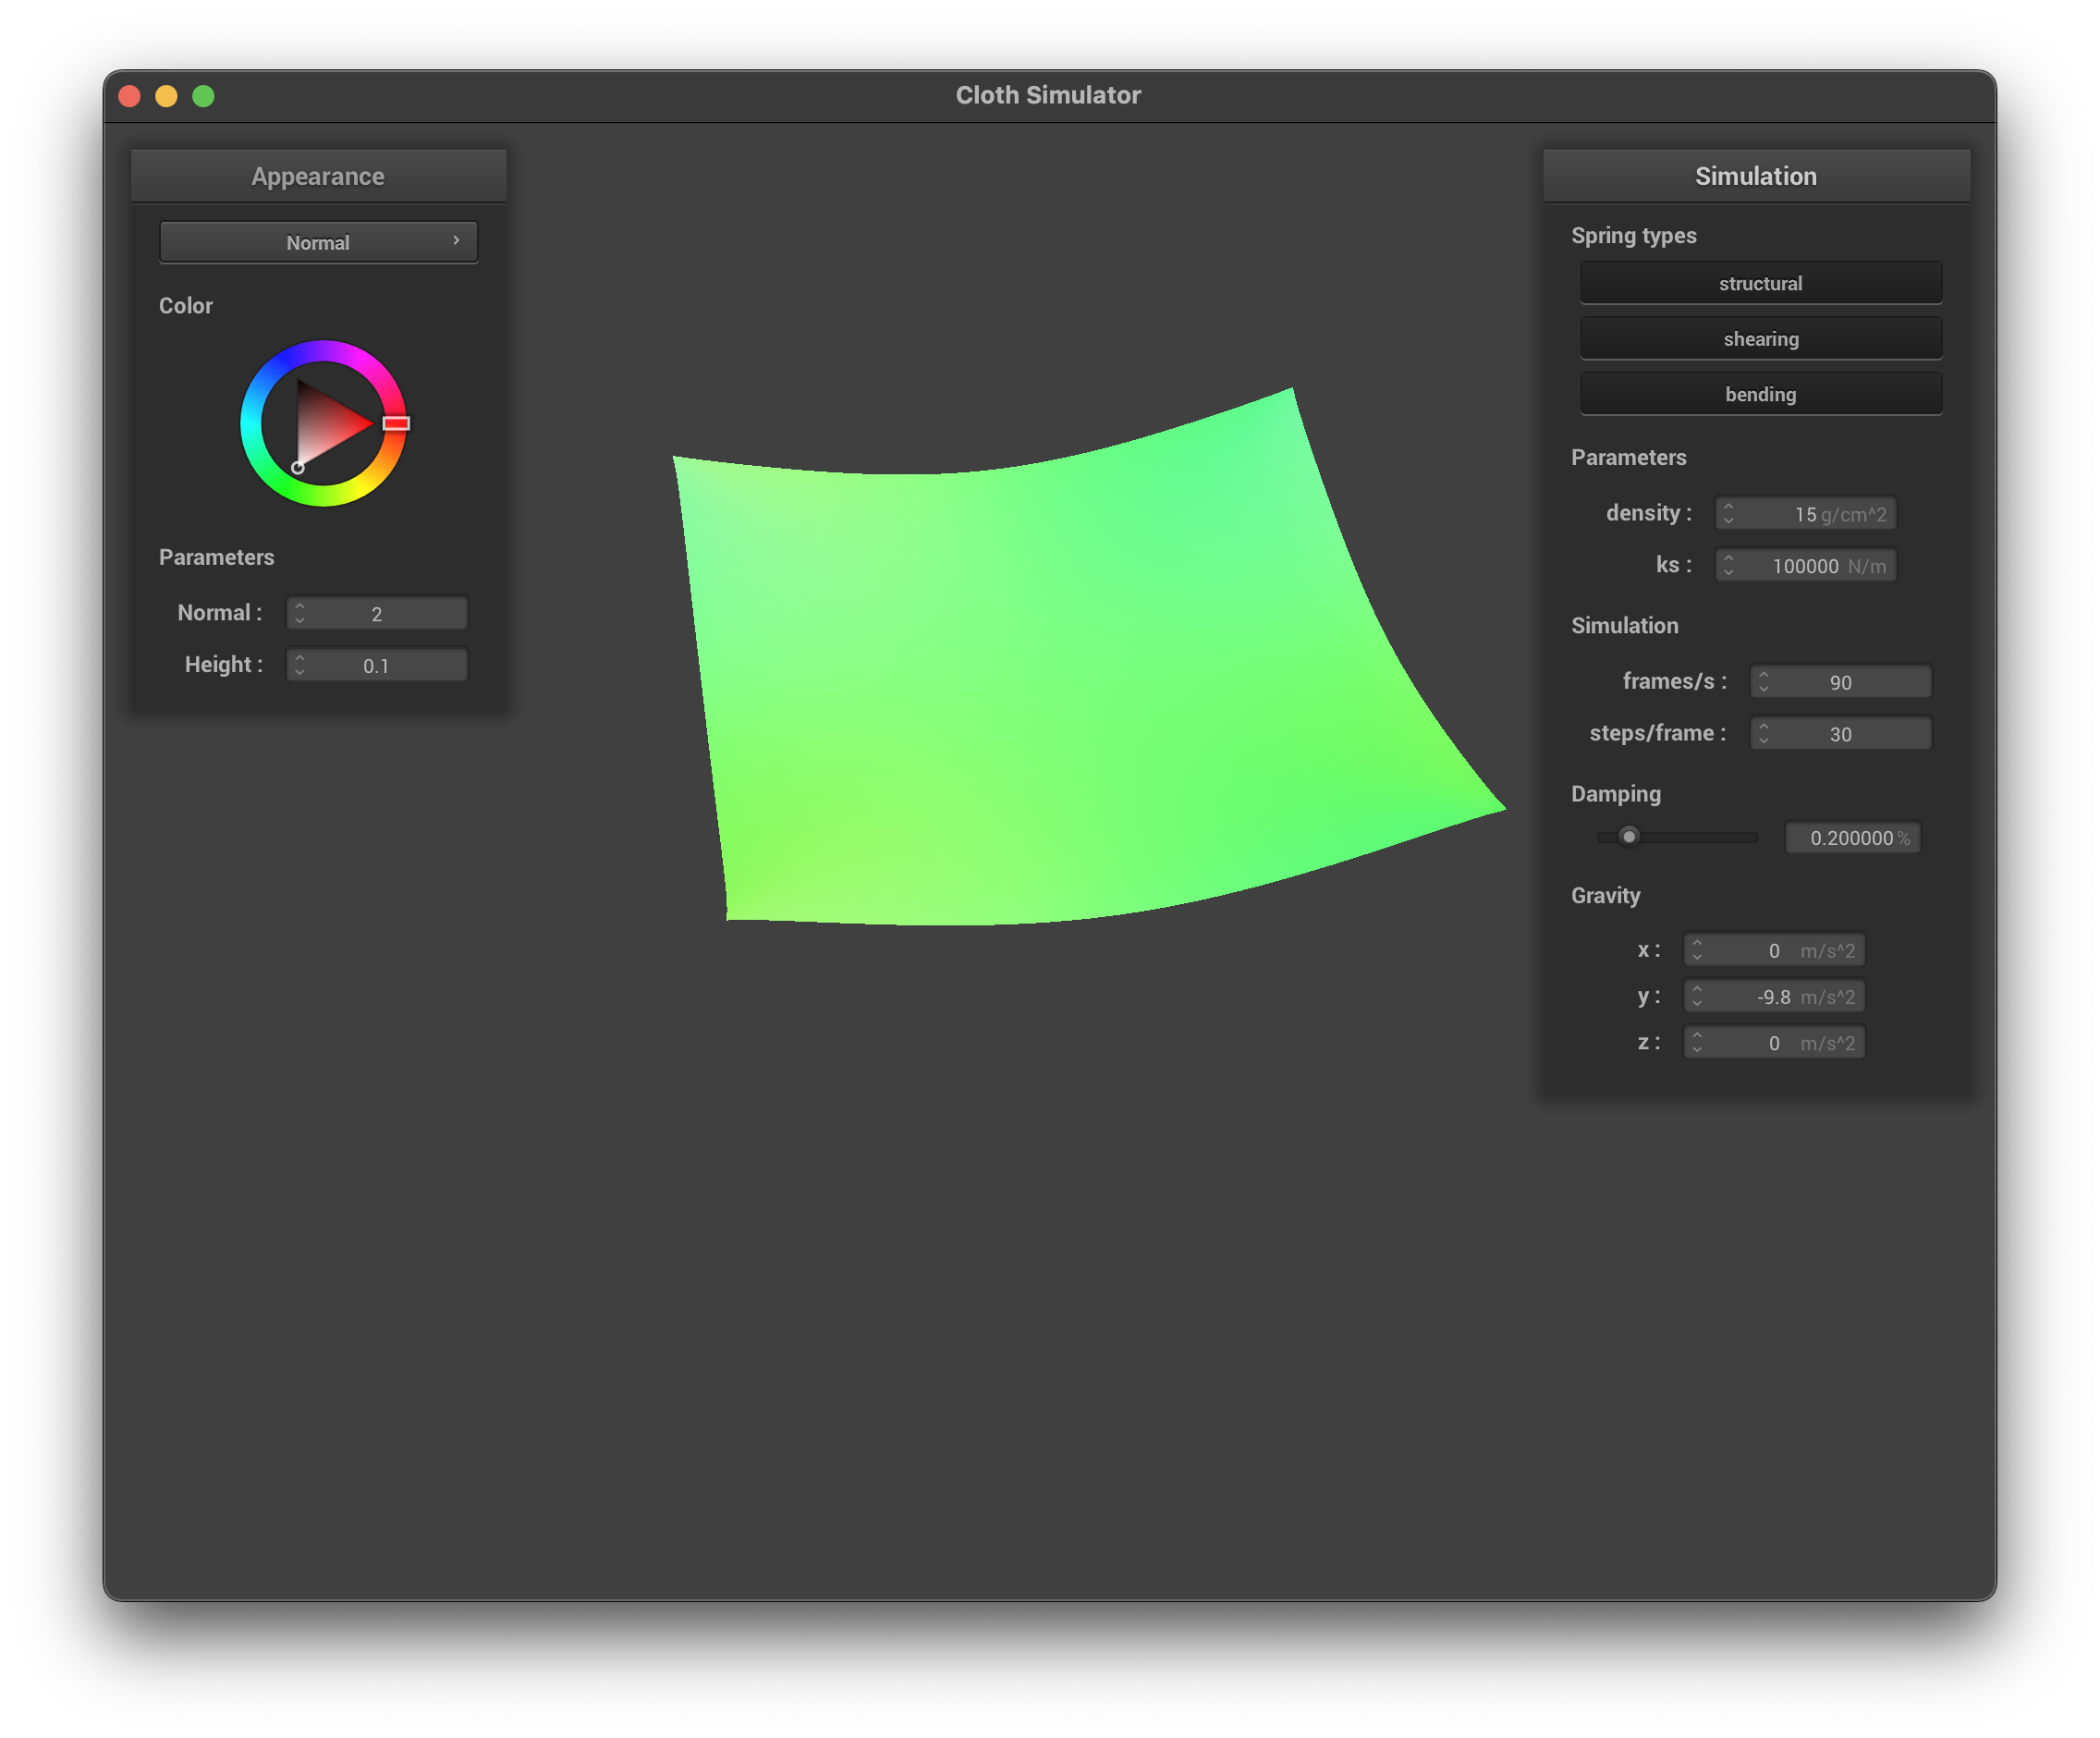 Cloth Simulator
Appearance
Normal
Color
Parameters
Normal : 2
Height : 0.1
Simulation
Spring types
structural
shearing
bending
Parameters
density : 15 g/cm^2
ks : 100000 N/m
Simulation
frames/s : 90
steps/frame : 30
Damping
0.200000 %
Gravity
x : 0 m/s^2
y : -9.8 m/s^2
z : 0 m/s^2